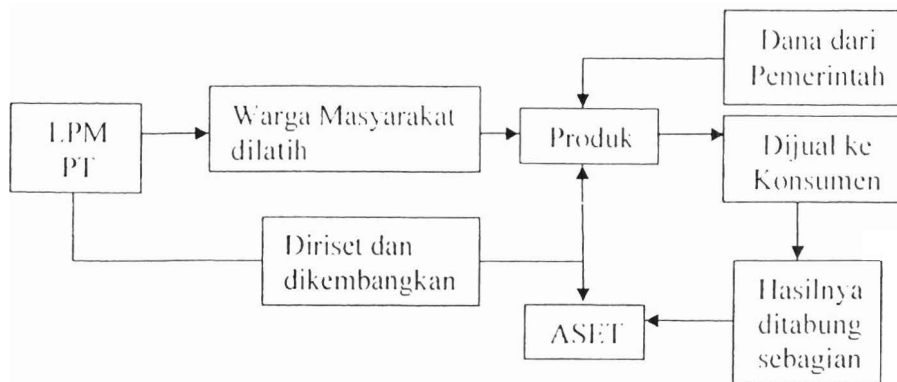 Dana dari
Pemerintah
LPM
PT
Warga Masyarakat
dilatih
Produk
Dijual ke
Konsumen
Diriset dan
dikembangkan
Hasilnya
ditabung
sebagian
ASET